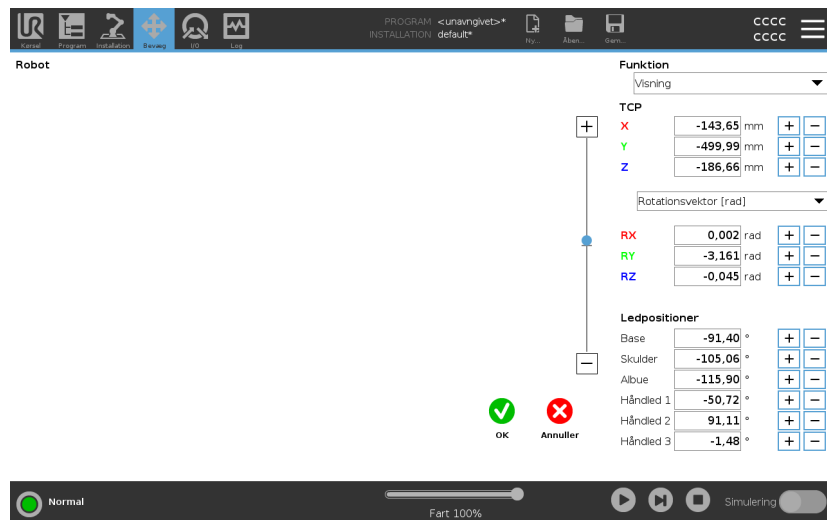 UR
Kørsel Program Installation Bevæg I/O Log
PROGRAM <unavngivet>*
INSTALLATION default*
Ny... Åben... Gem...
cccc
cccc
Robot
Funktion
Visning
TCP
X -143,65 mm + −
Y -499,99 mm + −
Z -186,66 mm + −
Rotationsvektor [rad]
RX 0,002 rad + −
RY -3,161 rad + −
RZ -0,045 rad + −
Ledpositioner
Base -91,40 ° + −
Skulder -105,06 ° + −
Albue -115,90 ° + −
Håndled 1 -50,72 ° + −
Håndled 2 91,11 ° + −
Håndled 3 -1,48 ° + −
OK Annuller
Normal
Fart 100%
Simulering